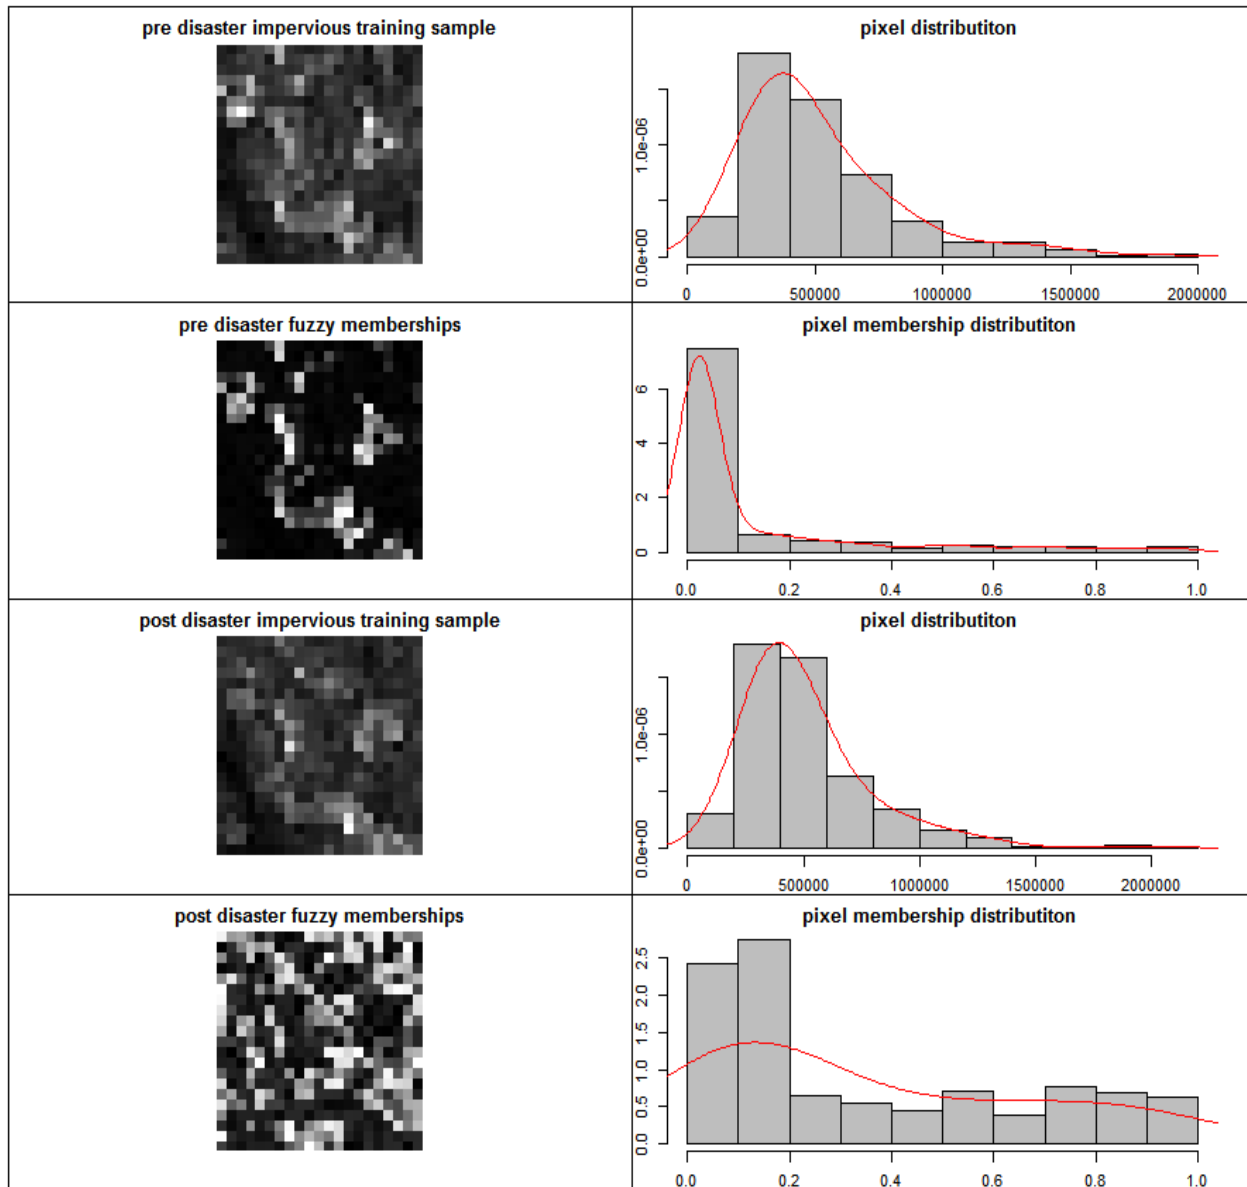 pre disaster impervious training sample
pixel distributiton
0.0e+00 1.0e-06
0 500000 1000000 1500000 2000000
pre disaster fuzzy memberships
pixel membership distributiton
0 2 4 6
0.0 0.2 0.4 0.6 0.8 1.0
post disaster impervious training sample
pixel distributiton
0.0e+00 1.0e-06
0 500000 1000000 1500000 2000000
post disaster fuzzy memberships
pixel membership distributiton
0.0 0.5 1.0 1.5 2.0 2.5
0.0 0.2 0.4 0.6 0.8 1.0